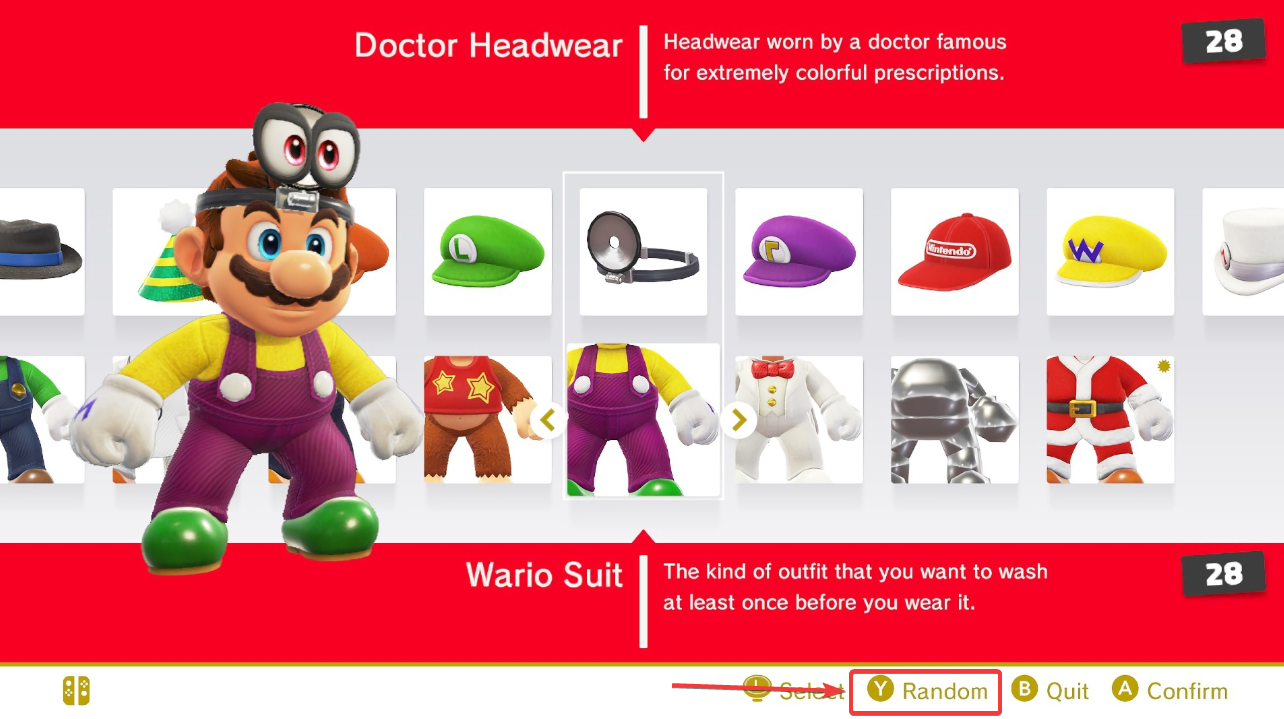 Doctor Headwear
Headwear worn by a doctor famous
for extremely colorful prescriptions.
28
L
Nintendo
W
Wario Suit
The kind of outfit that you want to wash
at least once before you wear it.
28
L Select
Y Random
B Quit
A Confirm